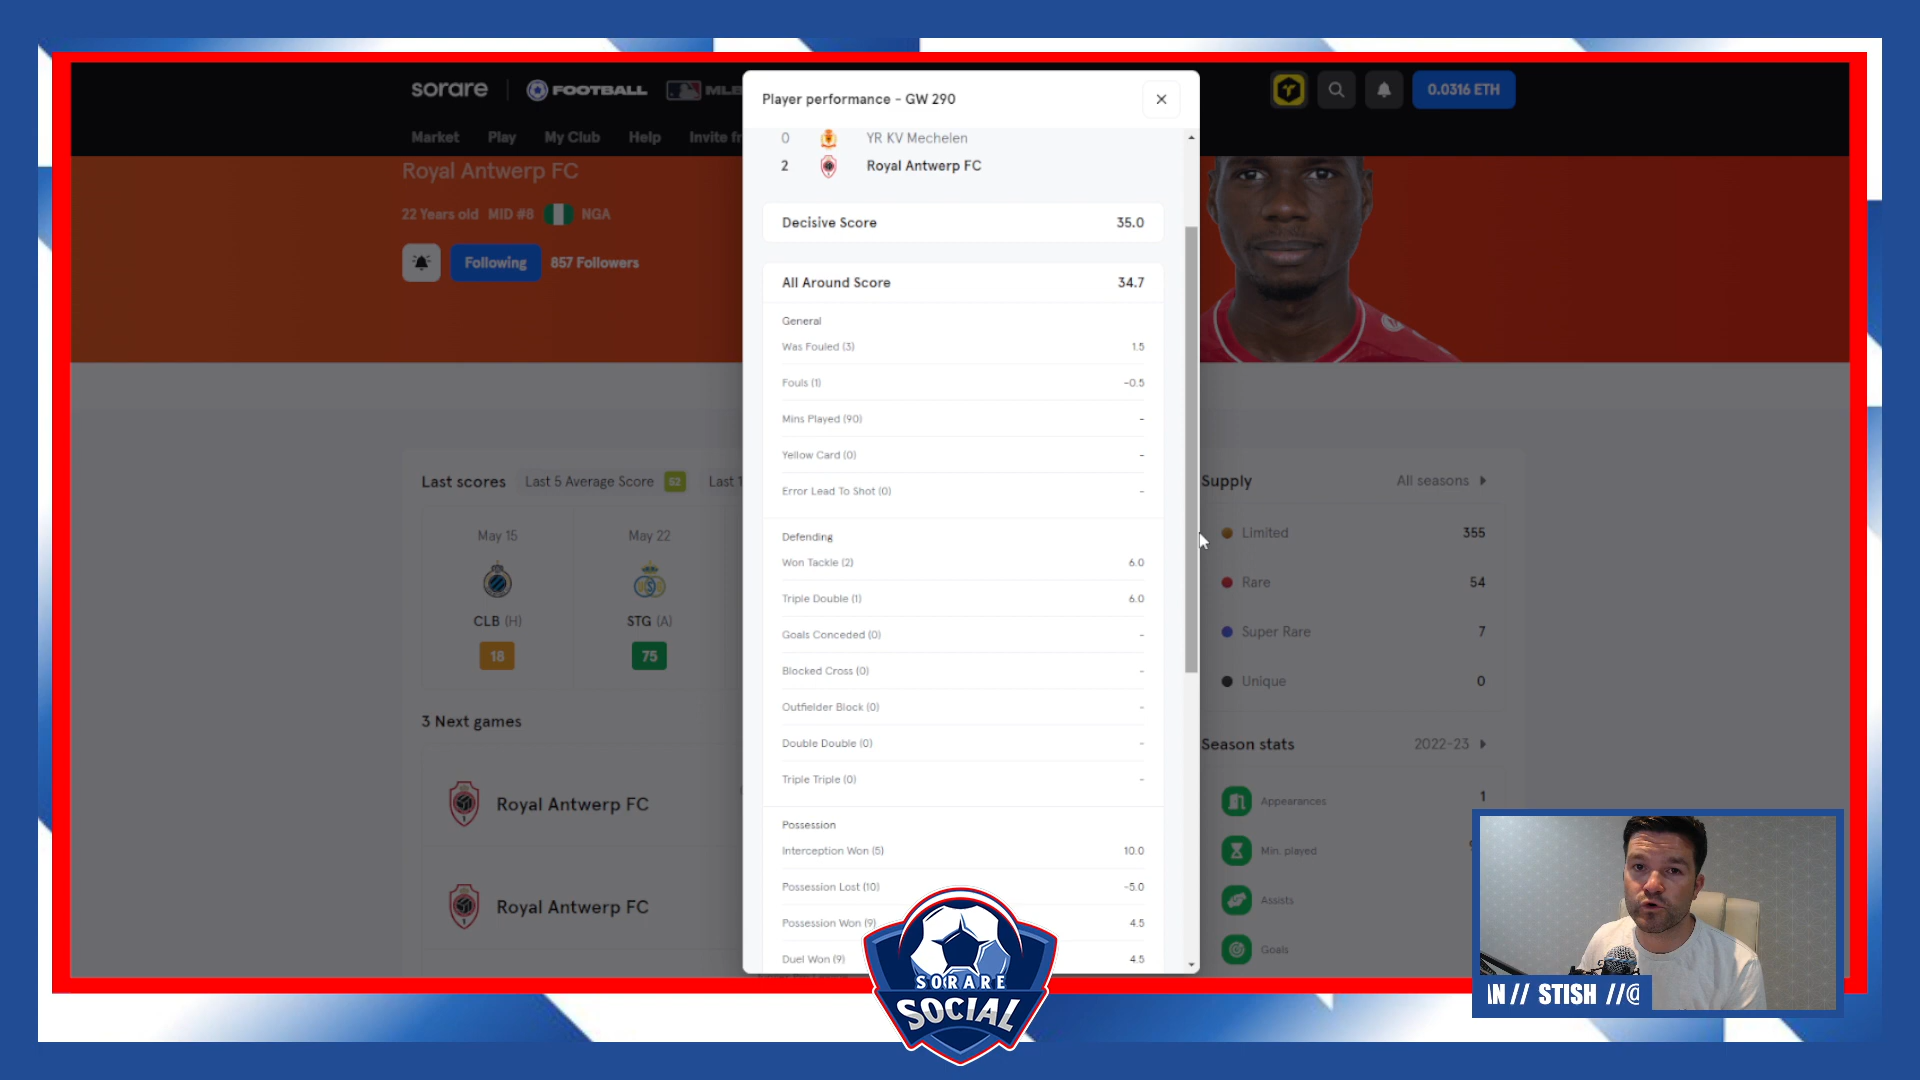 sorare
FOOTBALL
MLB
0.0316 ETH
Market Play My Club Help Invite fr
Royal Antwerp FC
22 Years old MID #8 NGA
Following 857 Followers
Player performance - GW 290
0 YR KV Mechelen
2 Royal Antwerp FC
Decisive Score 35.0
All Around Score 34.7
General
Was Fouled (3) 1.5
Fouls (1) -0.5
Mins Played (90) -
Yellow Card (0) -
Error Lead To Shot (0) -
Defending
Won Tackle (2) 6.0
Triple Double (1) 6.0
Goals Conceded (0) -
Blocked Cross (0) -
Outfielder Block (0) -
Double Double (0) -
Triple Triple (0) -
Possession
Interception Won (5) 10.0
Possession Lost (10) -5.0
Possession Won (9) 4.5
Duel Won (9) 4.5
Last scores Last 5 Average Score 52 Last 1
May 15 May 22
CLB (H) STG (A)
18 75
3 Next games
Royal Antwerp FC
Royal Antwerp FC
Supply All seasons
Limited 355
Rare 54
Super Rare 7
Unique 0
Season stats 2022-23
Appearances 1
Min. played
Assists
Goals
SORARE
SOCIAL
AN // STISH //@